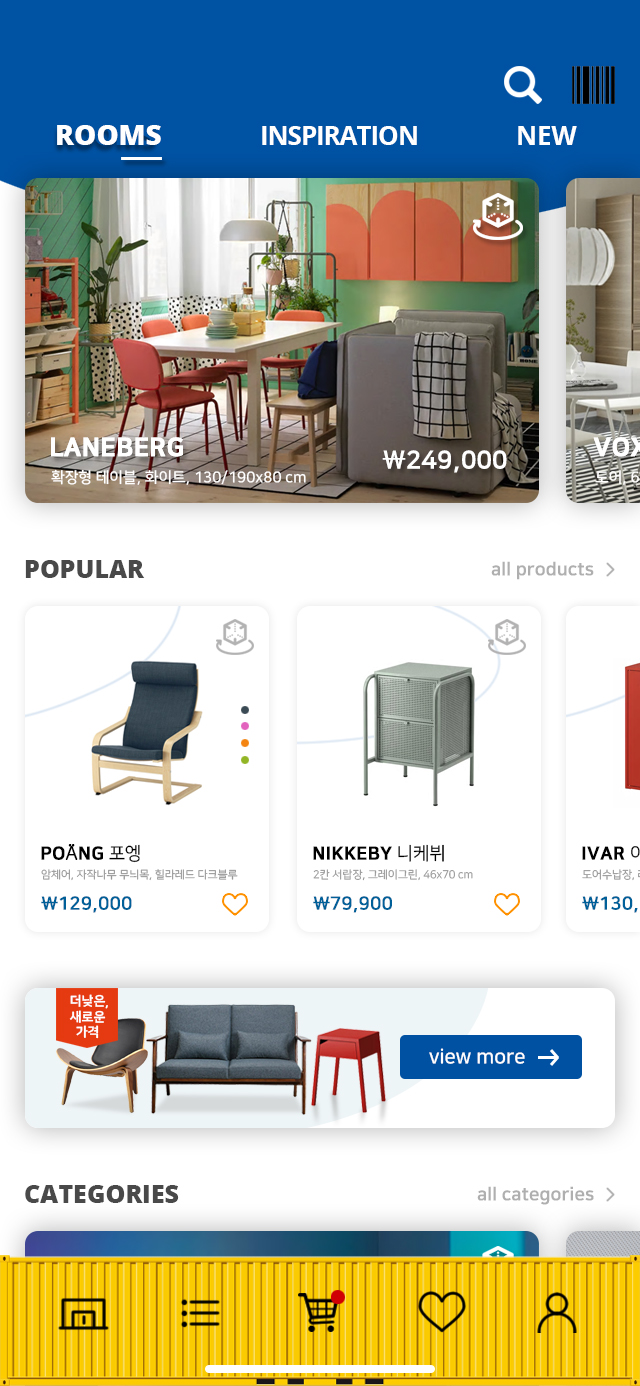 ROOMS
INSPIRATION
NEW
LANEBERG
확장형 테이블, 화이트, 130/190x80 cm
₩249,000
VOX
도어, 6
POPULAR
all products
POÄNG 포엥
암체어, 자작나무 무늬목, 힐라레드 다크블루
₩129,000
NIKKEBY 니케뷔
2칸 서랍장, 그레이그린, 46x70 cm
₩79,900
IVAR
도어수납장,
₩130,
더낮은,
새로운
가격
view more
CATEGORIES
all categories